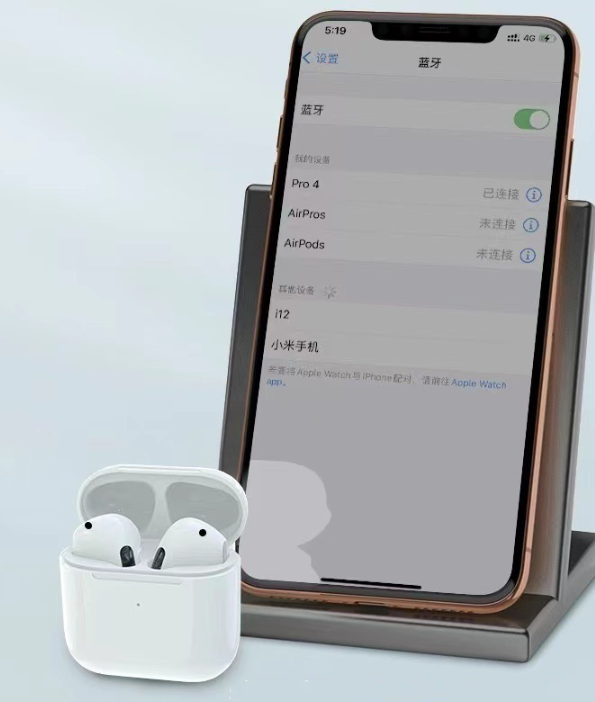 5:19
4G
设置
蓝牙
蓝牙
我的设备
Pro 4 已连接
AirPros 未连接
AirPods 未连接
其他设备
i12
小米手机
若要将Apple Watch与iPhone配对，请前往Apple Watch
app。